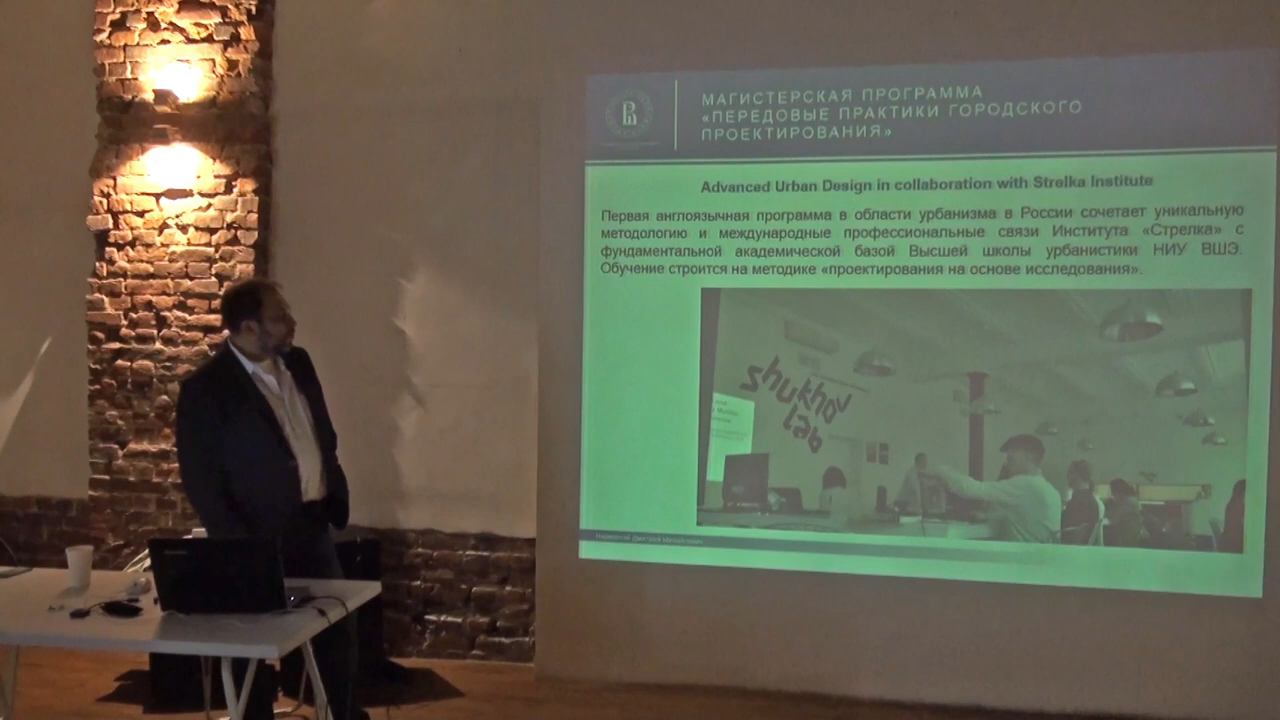 МАГИСТЕРСКАЯ ПРОГРАММА
«ПЕРЕДОВЫЕ ПРАКТИКИ ГОРОДСКОГО
ПРОЕКТИРОВАНИЯ»
Advanced Urban Design in collaboration with Strelka Institute
Первая англоязычная программа в области урбанизма в России сочетает уникальную
методологию и международные профессиональные связи Института «Стрелка» с
фундаментальной академической базой Высшей школы урбанистики НИУ ВШЭ.
Обучение строится на методике «проектирования на основе исследования».
shukhov
lab
Дмитрий Михайлович